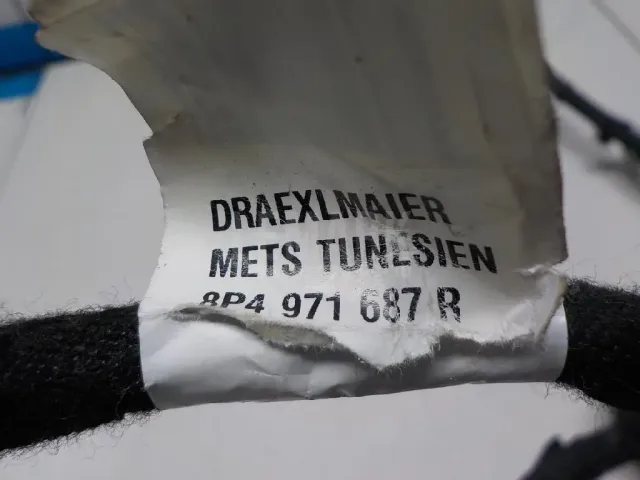 DRAEXLMAIER
METS TUNESIEN
8P4 971 687 R